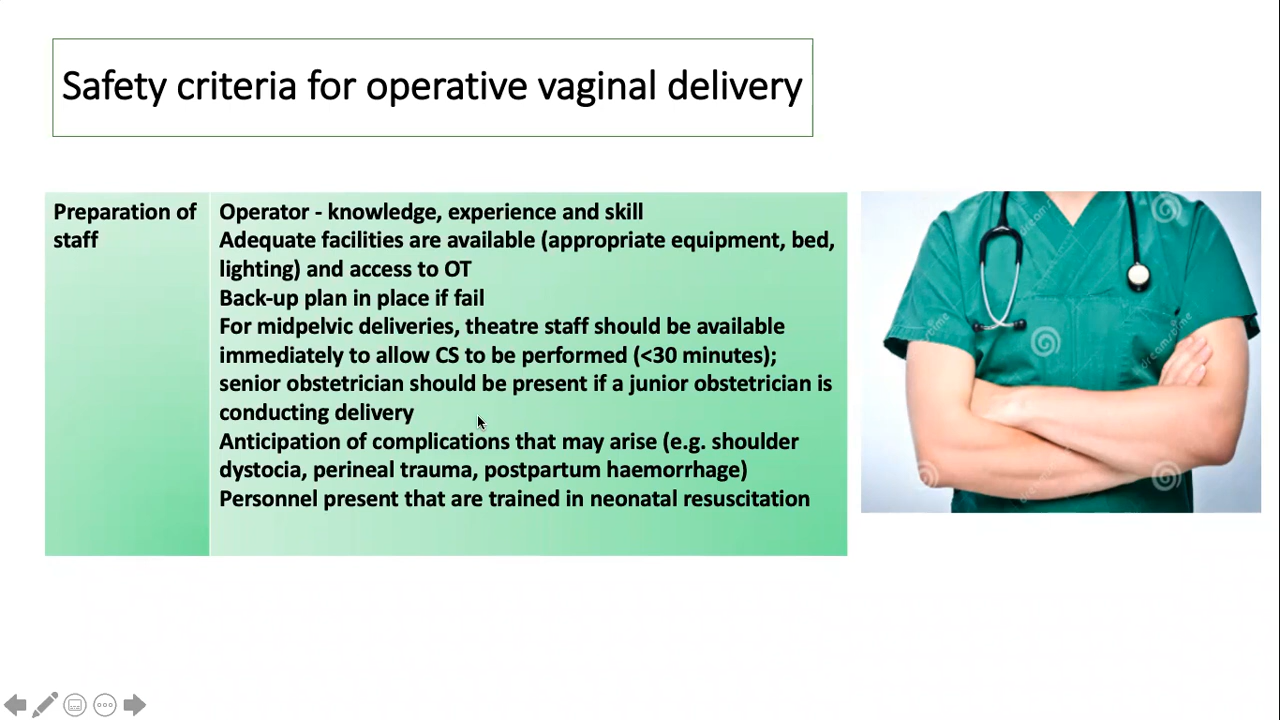 Safety criteria for operative vaginal delivery
Preparation of
staff
Operator - knowledge, experience and skill
Adequate facilities are available (appropriate equipment, bed,
lighting) and access to OT
Back-up plan in place if fail
For midpelvic deliveries, theatre staff should be available
immediately to allow CS to be performed (<30 minutes);
senior obstetrician should be present if a junior obstetrician is
conducting delivery
Anticipation of complications that may arise (e.g. shoulder
dystocia, perineal trauma, postpartum haemorrhage)
Personnel present that are trained in neonatal resuscitation